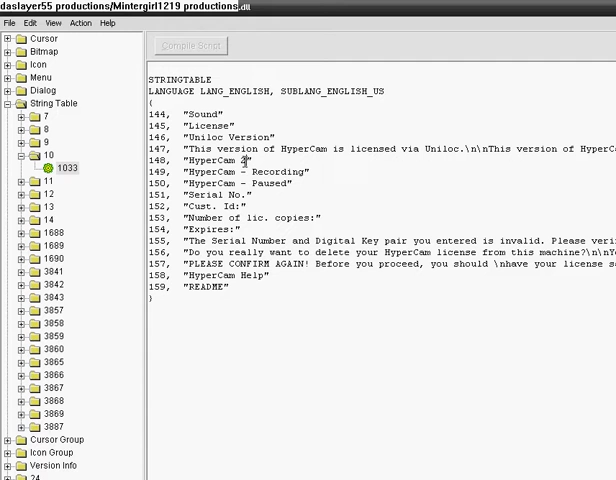 daslayer55 productions/Mintergirl1219 productions.dll
File Edit View Action Help
Cursor
Bitmap
Icon
Menu
Dialog
String Table
7
8
9
10
1033
11
12
13
14
1688
1689
1690
3841
3842
3843
3857
3858
3859
3860
3865
3866
3867
3868
3869
3887
Cursor Group
Icon Group
Version Info
24
Compile Script
STRINGTABLE
LANGUAGE LANG_ENGLISH, SUBLANG_ENGLISH_US
{
144, "Sound"
145, "License"
146, "Uniloc Version"
147, "This version of HyperCam is licensed via Uniloc.\n\nThis version of HyperC
148, "HyperCam 2"
149, "HyperCam - Recording"
150, "HyperCam - Paused"
151, "Serial No."
152, "Cust. Id:"
153, "Number of lic. copies:"
154, "Expires:"
155, "The Serial Number and Digital Key pair you entered is invalid. Please veri
156, "Do you really want to delete your HyperCam license from this machine?\n\nY
157, "PLEASE CONFIRM AGAIN! Before you proceed, you should \nhave your license s
158, "HyperCam Help"
159, "README"
}